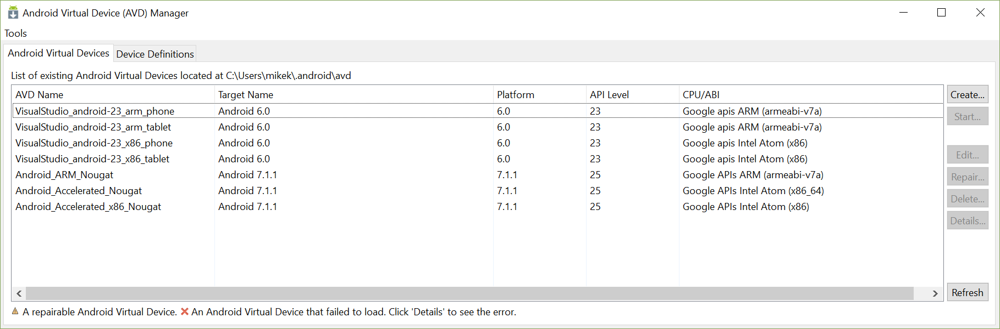 Android Virtual Device (AVD) Manager
Tools
Android Virtual Devices Device Definitions
List of existing Android Virtual Devices located at C:\Users\mikek\.android\avd
AVD Name Target Name Platform API Level CPU/ABI
VisualStudio_android-23_arm_phone Android 6.0 6.0 23 Google apis ARM (armeabi-v7a)
VisualStudio_android-23_arm_tablet Android 6.0 6.0 23 Google apis ARM (armeabi-v7a)
VisualStudio_android-23_x86_phone Android 6.0 6.0 23 Google apis Intel Atom (x86)
VisualStudio_android-23_x86_tablet Android 6.0 6.0 23 Google apis Intel Atom (x86)
Android_ARM_Nougat Android 7.1.1 7.1.1 25 Google APIs ARM (armeabi-v7a)
Android_Accelerated_Nougat Android 7.1.1 7.1.1 25 Google APIs Intel Atom (x86_64)
Android_Accelerated_x86_Nougat Android 7.1.1 7.1.1 25 Google APIs Intel Atom (x86)
Create...
Start...
Edit...
Repair...
Delete...
Details...
Refresh
A repairable Android Virtual Device. An Android Virtual Device that failed to load. Click 'Details' to see the error.